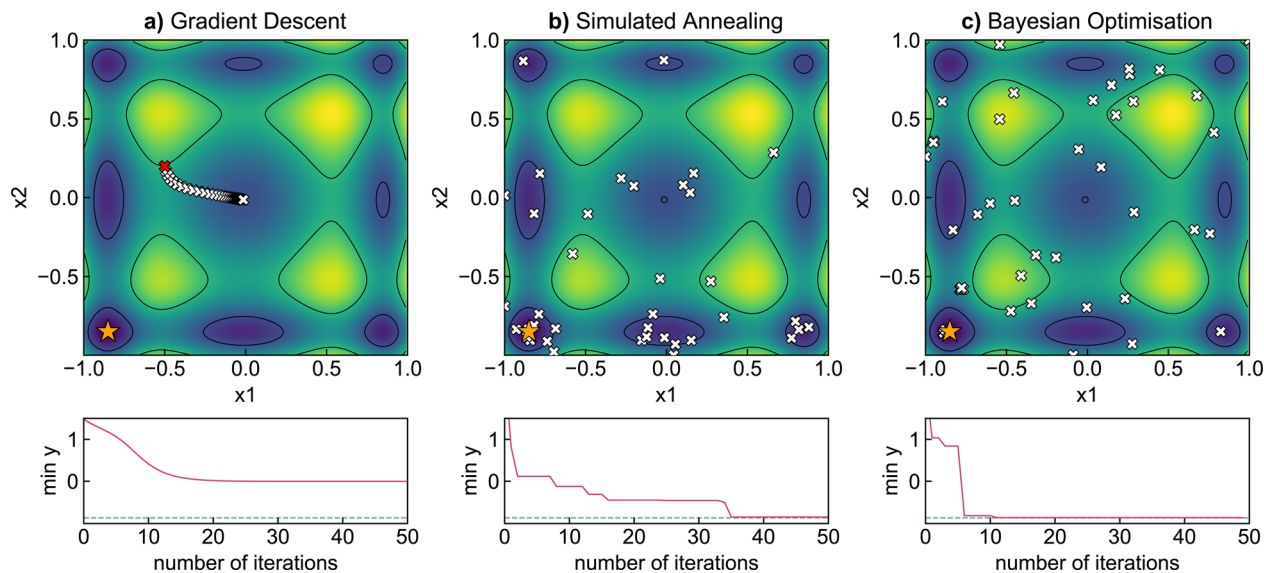 a) Gradient Descent
b) Simulated Annealing
c) Bayesian Optimisation
x2
1.0
0.5
0.0
−0.5
−1.0 −0.5 0.0 0.5 1.0
x1
x2
1.0
0.5
0.0
−0.5
−1.0 −0.5 0.0 0.5 1.0
x1
x2
1.0
0.5
0.0
−0.5
−1.0 −0.5 0.0 0.5 1.0
x1
min y
1
0
0 10 20 30 40 50
number of iterations
min y
1
0
0 10 20 30 40 50
number of iterations
min y
1
0
0 10 20 30 40 50
number of iterations